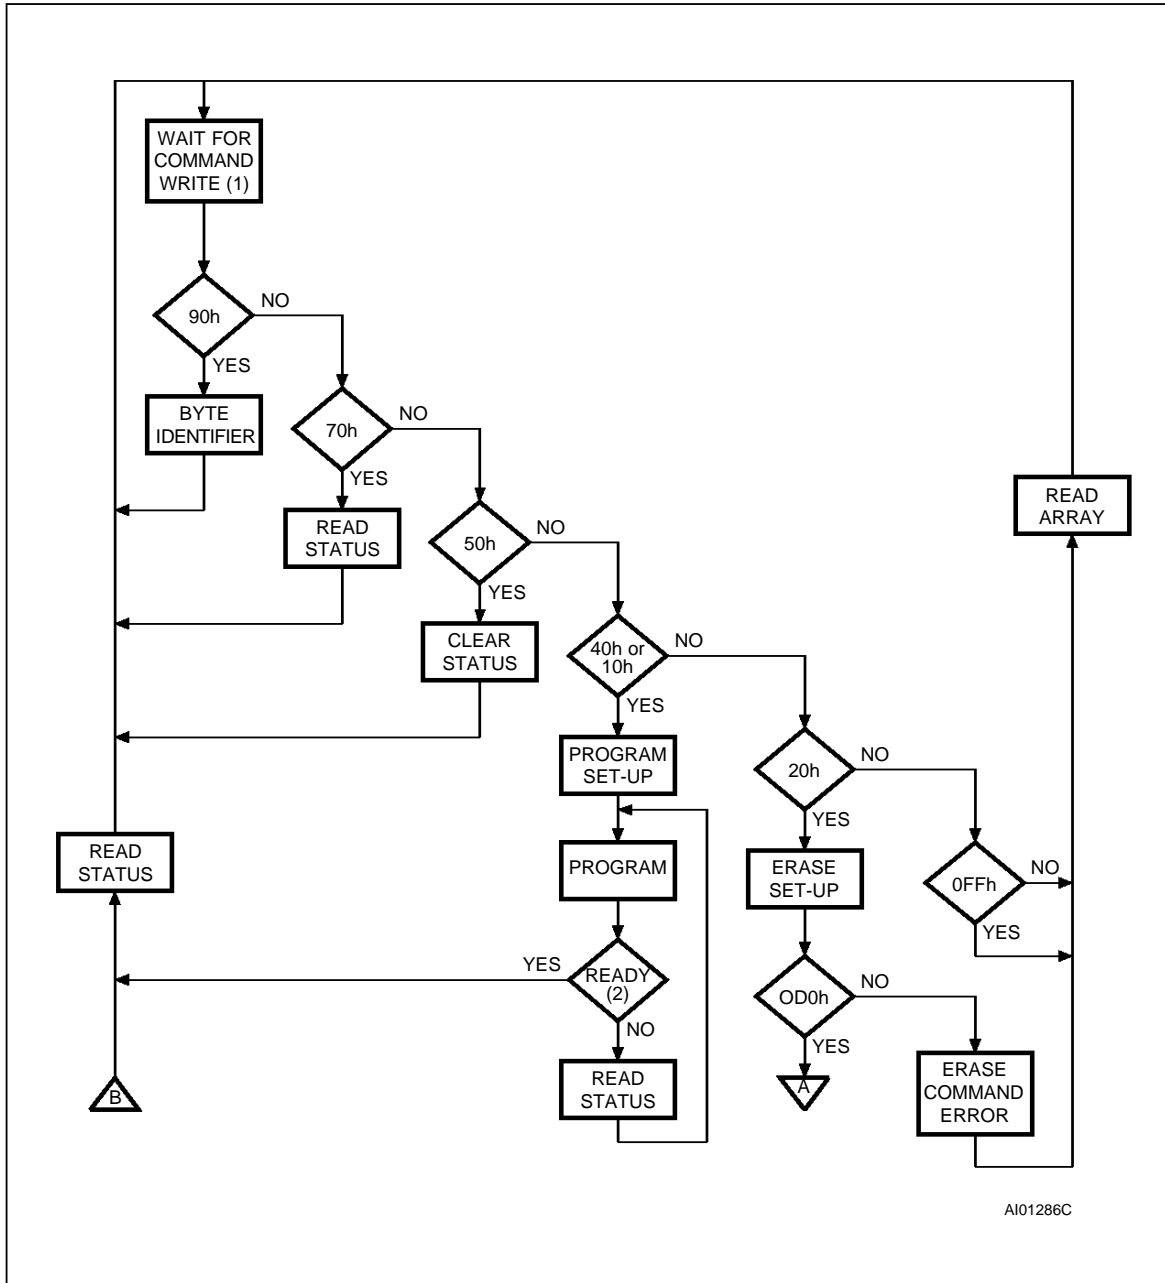 WAIT FOR
COMMAND
WRITE (1)
90h
NO
YES
BYTE
IDENTIFIER
70h
NO
YES
READ
STATUS
50h
NO
YES
CLEAR
STATUS
40h or
10h
NO
YES
PROGRAM
SET-UP
PROGRAM
READY
(2)
YES
NO
READ
STATUS
20h
NO
YES
ERASE
SET-UP
OD0h
NO
YES
A
ERASE
COMMAND
ERROR
0FFh
NO
YES
READ
ARRAY
READ
STATUS
B
AI01286C